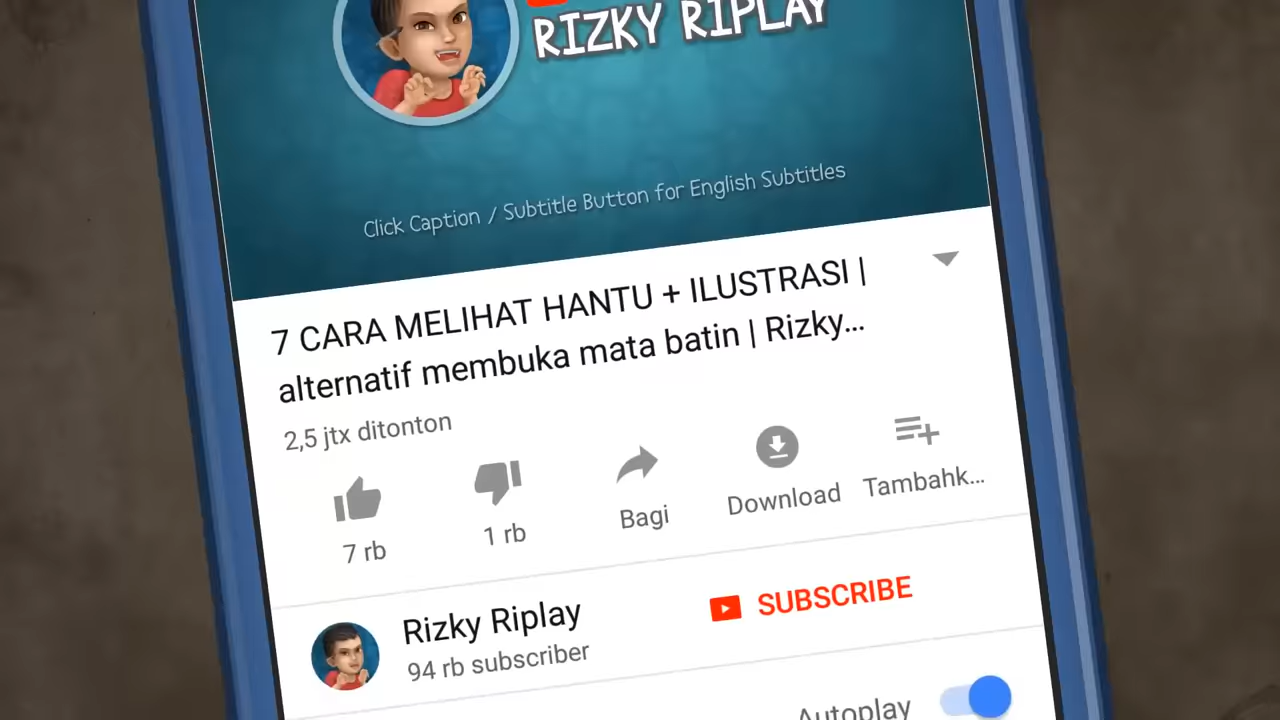 RIZKY RIPLAY
Click Caption / Subtitle Button for English Subtitles
7 CARA MELIHAT HANTU + ILUSTRASI |
alternatif membuka mata batin | Rizky...
2,5 jtx ditonton
7 rb
1 rb
Bagi
Download
Tambahk...
Rizky Riplay
SUBSCRIBE
94 rb subscriber
Autoplay